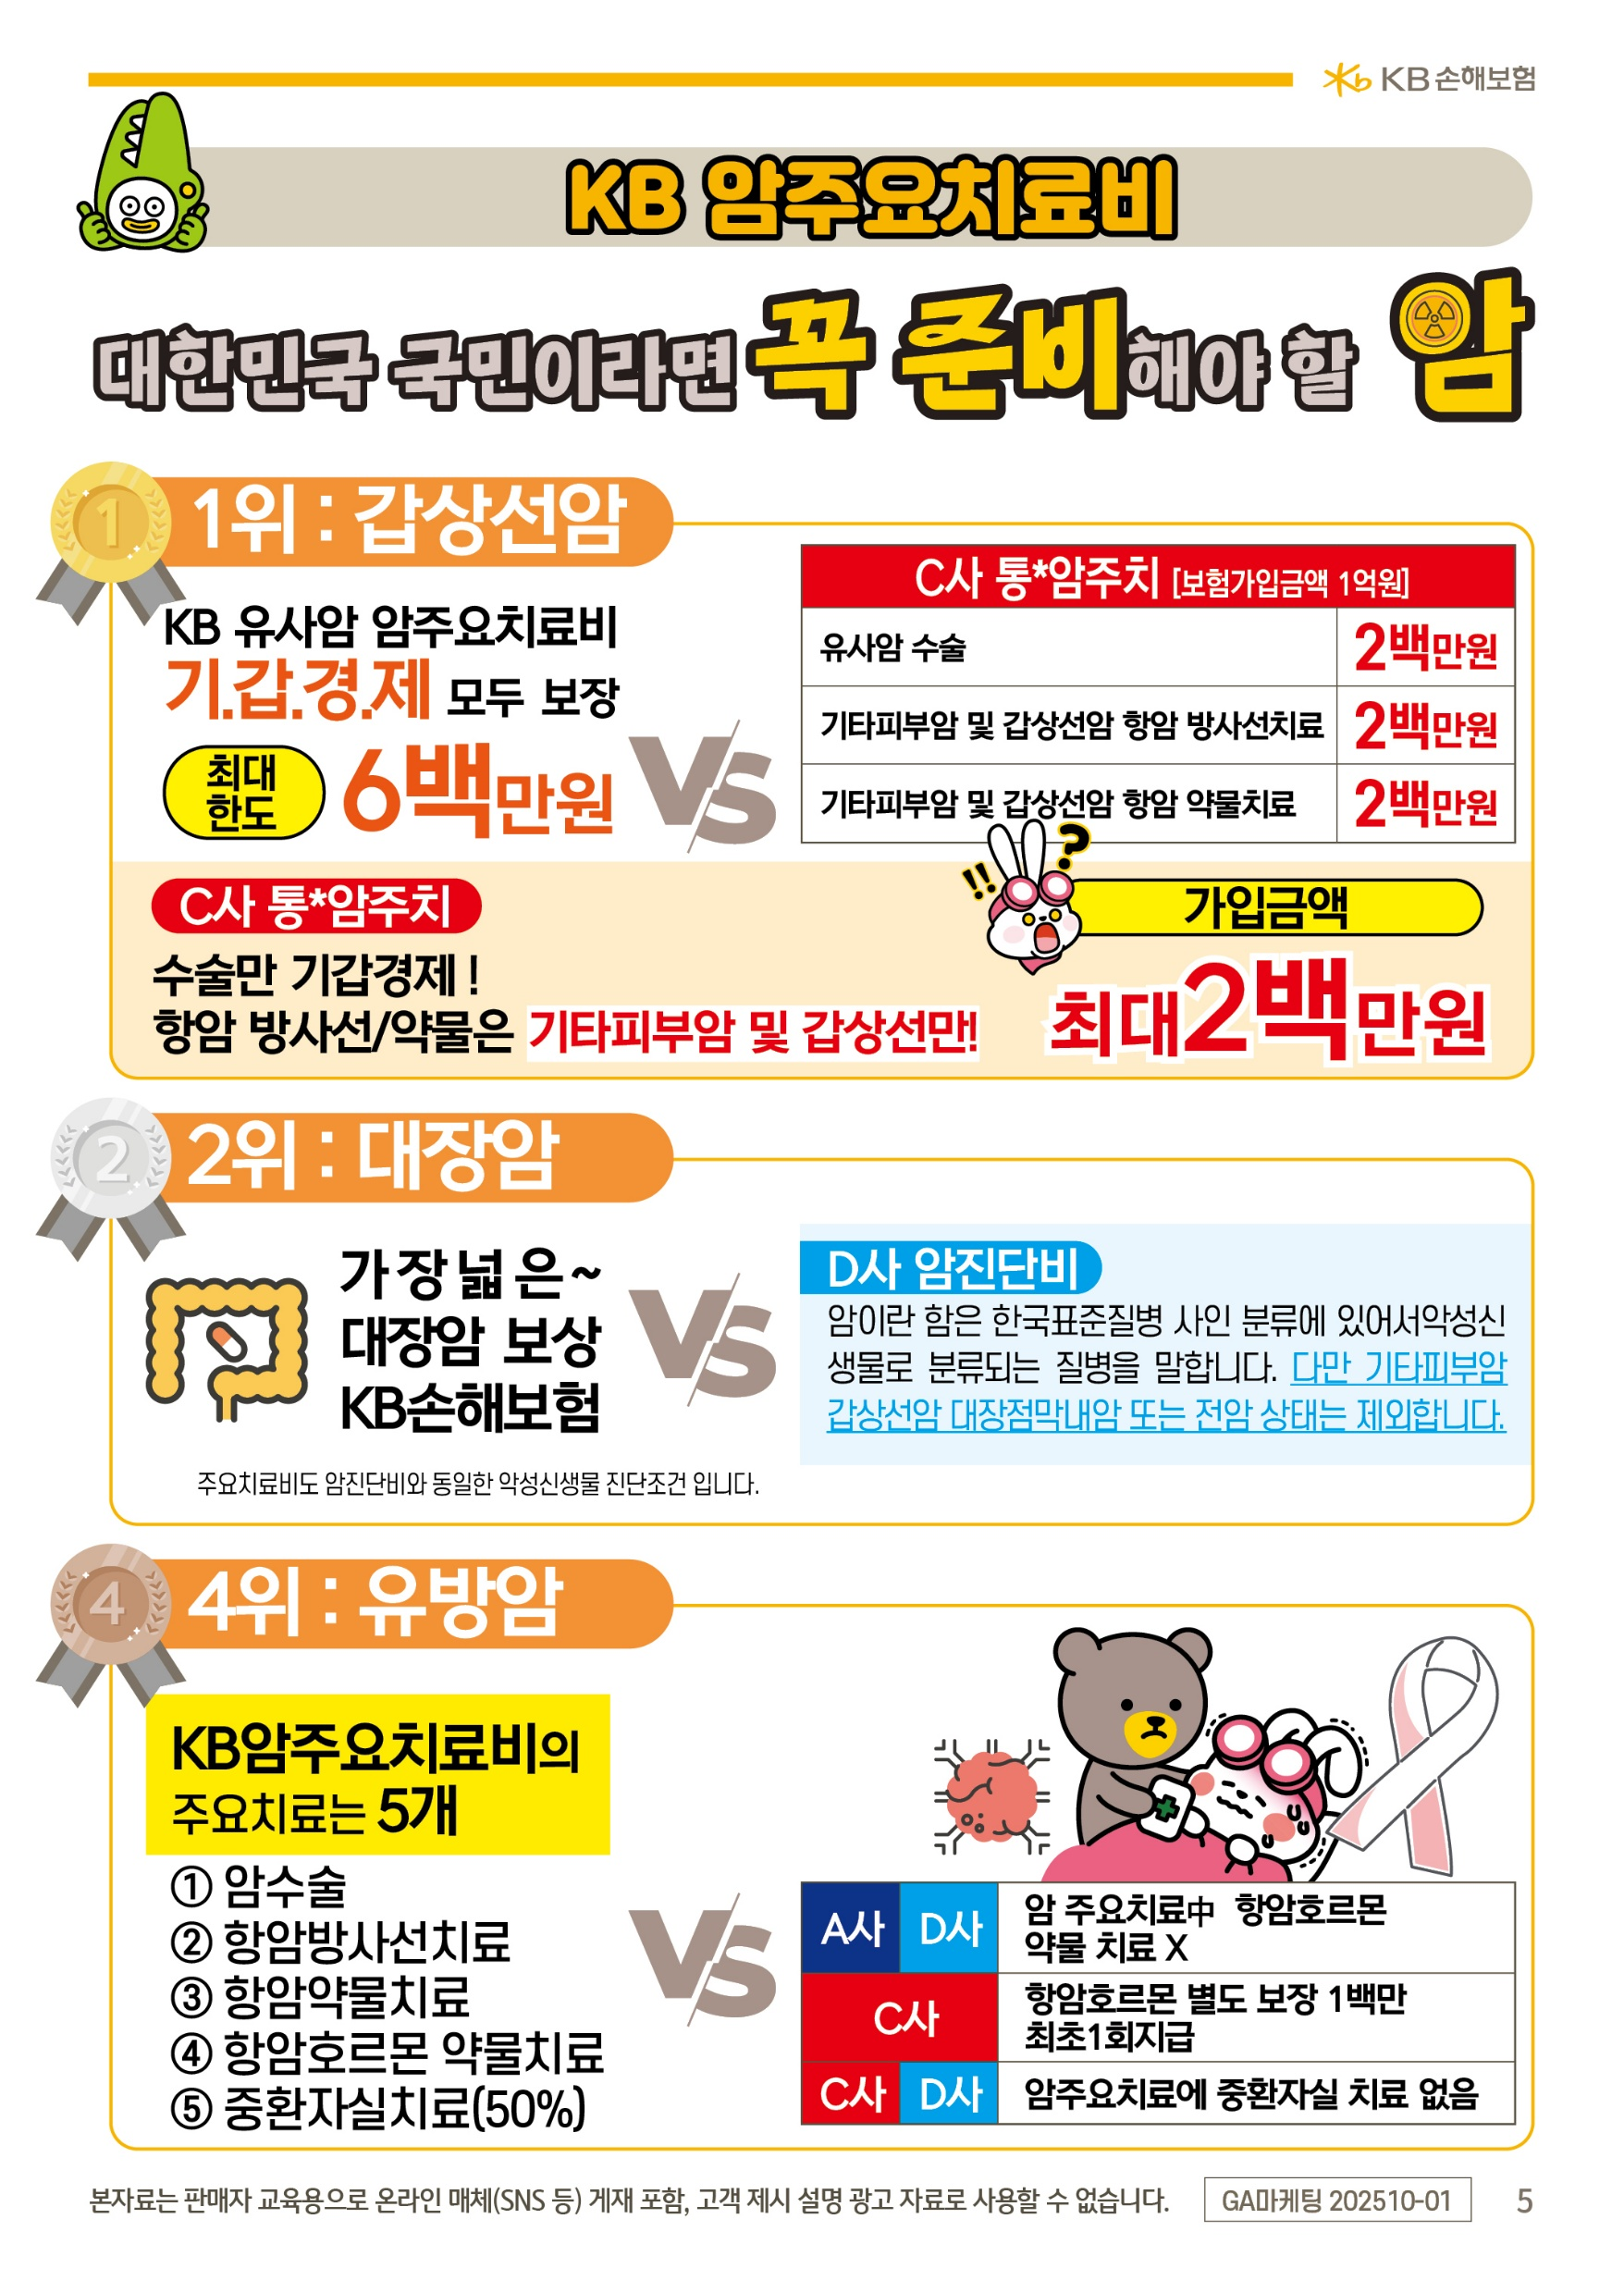 KB 손해보험
KB 암주요치료비
대한민국 국민이라면 꼭 준비해야 할 암
1
1위 : 갑상선암
KB 유사암 암주요치료비
기.갑.경.제 모두 보장
최대
한도
6백만원
VS
C사 통*암주치 [보험가입금액 1억원]
유사암 수술 2백만원
기타피부암 및 갑상선암 항암 방사선치료 2백만원
기타피부암 및 갑상선암 항암 약물치료 2백만원
C사 통*암주치
수술만 기갑경제 !
항암 방사선/약물은 기타피부암 및 갑상선만!
!! ?
가입금액
최대2백만원
2
2위 : 대장암
가장넓은~
대장암 보상
KB손해보험
VS
D사 암진단비
암이란 함은 한국표준질병 사인 분류에 있어서악성신
생물로 분류되는 질병을 말합니다. 다만 기타피부암
갑상선암 대장점막내암 또는 전암 상태는 제외합니다.
주요치료비도 암진단비와 동일한 악성신생물 진단조건 입니다.
4
4위 : 유방암
KB암주요치료비의
주요치료는 5개
① 암수술
② 항암방사선치료
③ 항암약물치료
④ 항암호르몬 약물치료
⑤ 중환자실치료(50%)
VS
A사 D사 암 주요치료中 항암호르몬
약물 치료 X
C사 항암호르몬 별도 보장 1백만
최초1회지급
C사 D사 암주요치료에 중환자실 치료 없음
본자료는 판매자 교육용으로 온라인 매체(SNS 등) 게재 포함, 고객 제시 설명 광고 자료로 사용할 수 없습니다.
GA마케팅 202510-01
5